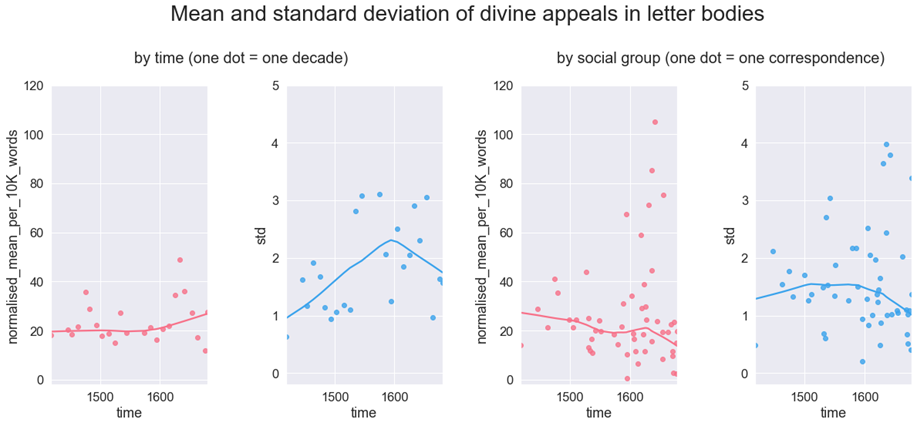 Mean and standard deviation of divine appeals in letter bodies
by time (one dot = one decade)
by social group (one dot = one correspondence)
normalised_mean_per_10K_words
120
100
80
60
40
20
0
1500 1600
time
std
5
4
3
2
1
0
1500 1600
time
normalised_mean_per_10K_words
120
100
80
60
40
20
0
1500 1600
time
std
5
4
3
2
1
0
1500 1600
time